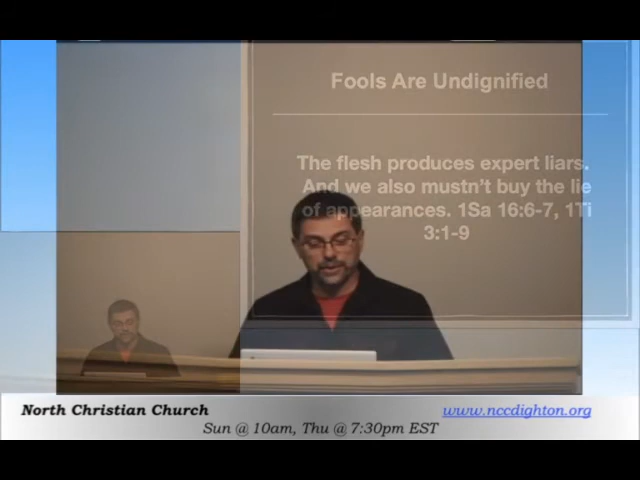 Fools Are Undignified
The flesh produces expert liars.
And we also mustn't buy the lie
of appearances. 1Sa 16:6-7, 1Ti
3:1-9
North Christian Church
www.nccdighton.org
Sun @ 10am, Thu @ 7:30pm EST